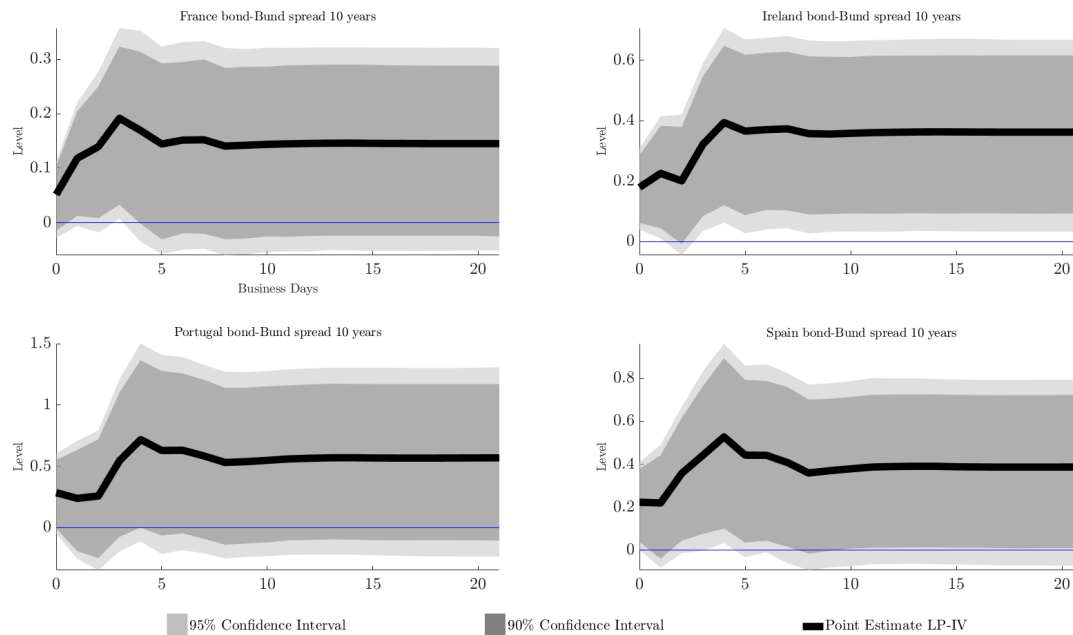 France bond-Bund spread 10 years
0.3
0.2
0.1
0
Level
0 5 10 15 20
Business Days
Ireland bond-Bund spread 10 years
0.6
0.4
0.2
0
Level
0 5 10 15 20
Portugal bond-Bund spread 10 years
1.5
1
0.5
0
Level
0 5 10 15 20
Spain bond-Bund spread 10 years
0.8
0.6
0.4
0.2
0
Level
0 5 10 15 20
95% Confidence Interval 90% Confidence Interval Point Estimate LP-IV